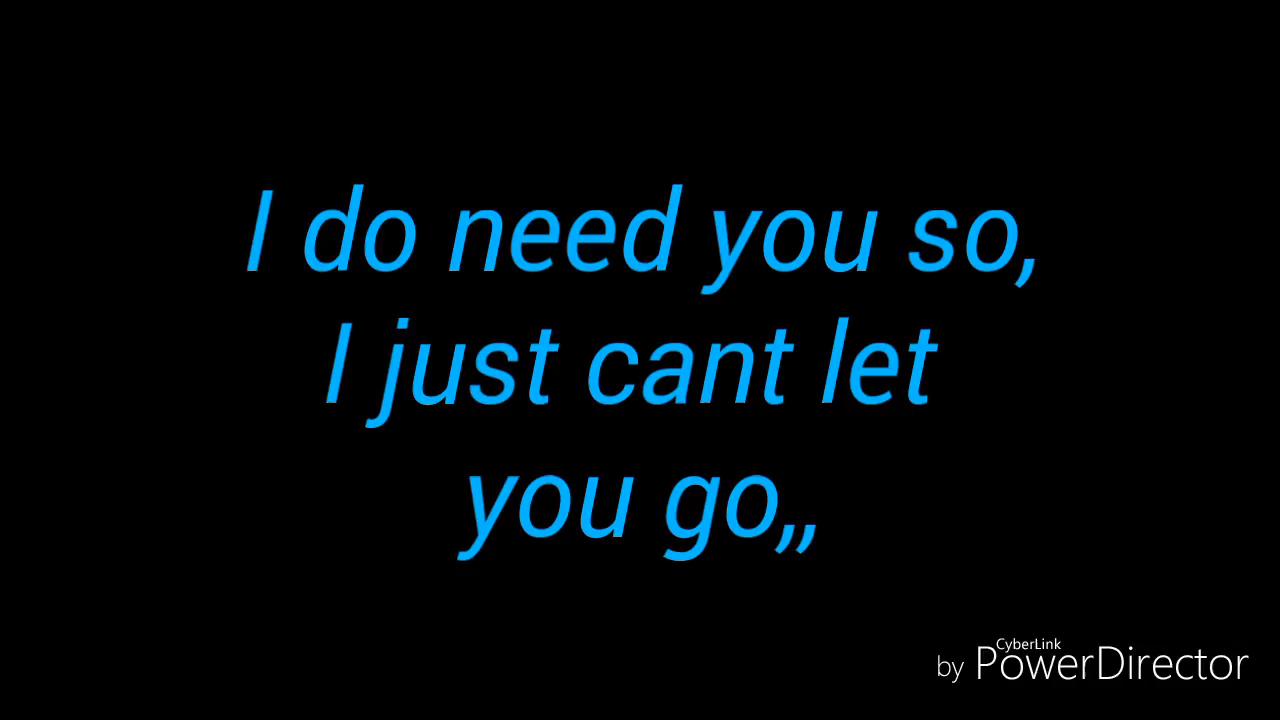 I do need you so,
I just cant let
you go,,
CyberLink
by PowerDirector